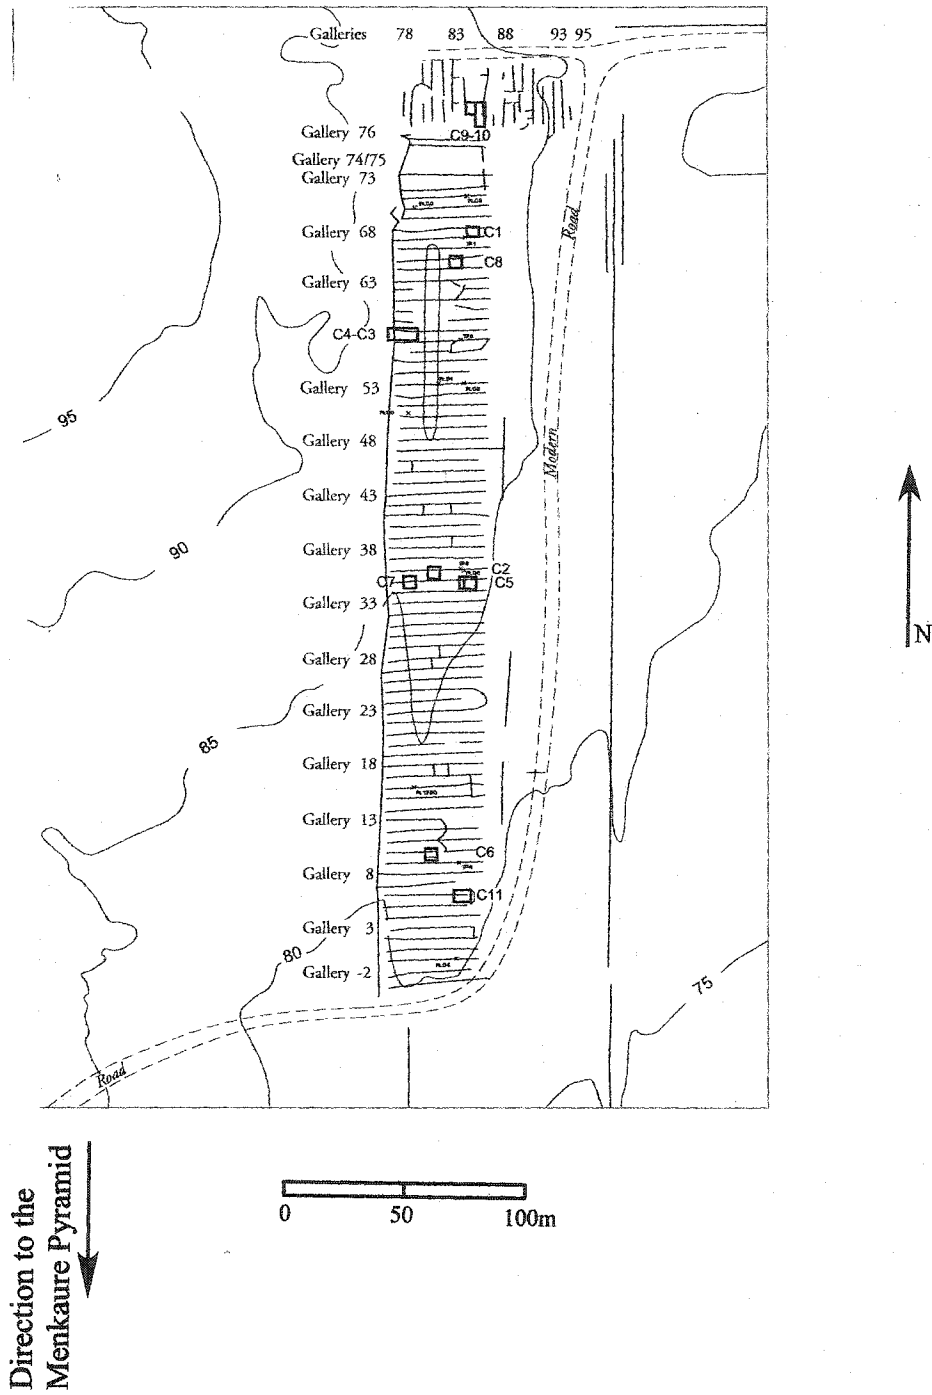 Galleries 78 83 88 93 95
Gallery 76
C9-10
Gallery 74/75
Gallery 73
Gallery 68
C1
Road
C8
Gallery 63
C4-C3
Gallery 53
95
Gallery 48
Modern
Gallery 43
90
Gallery 38
C2
C7
C5
Gallery 33
N
Gallery 28
Gallery 23
85
Gallery 18
Gallery 13
C6
Gallery 8
C11
Gallery 3
80
Gallery -2
75
Road
Direction to the
Menkaure Pyramid
0 50 100m